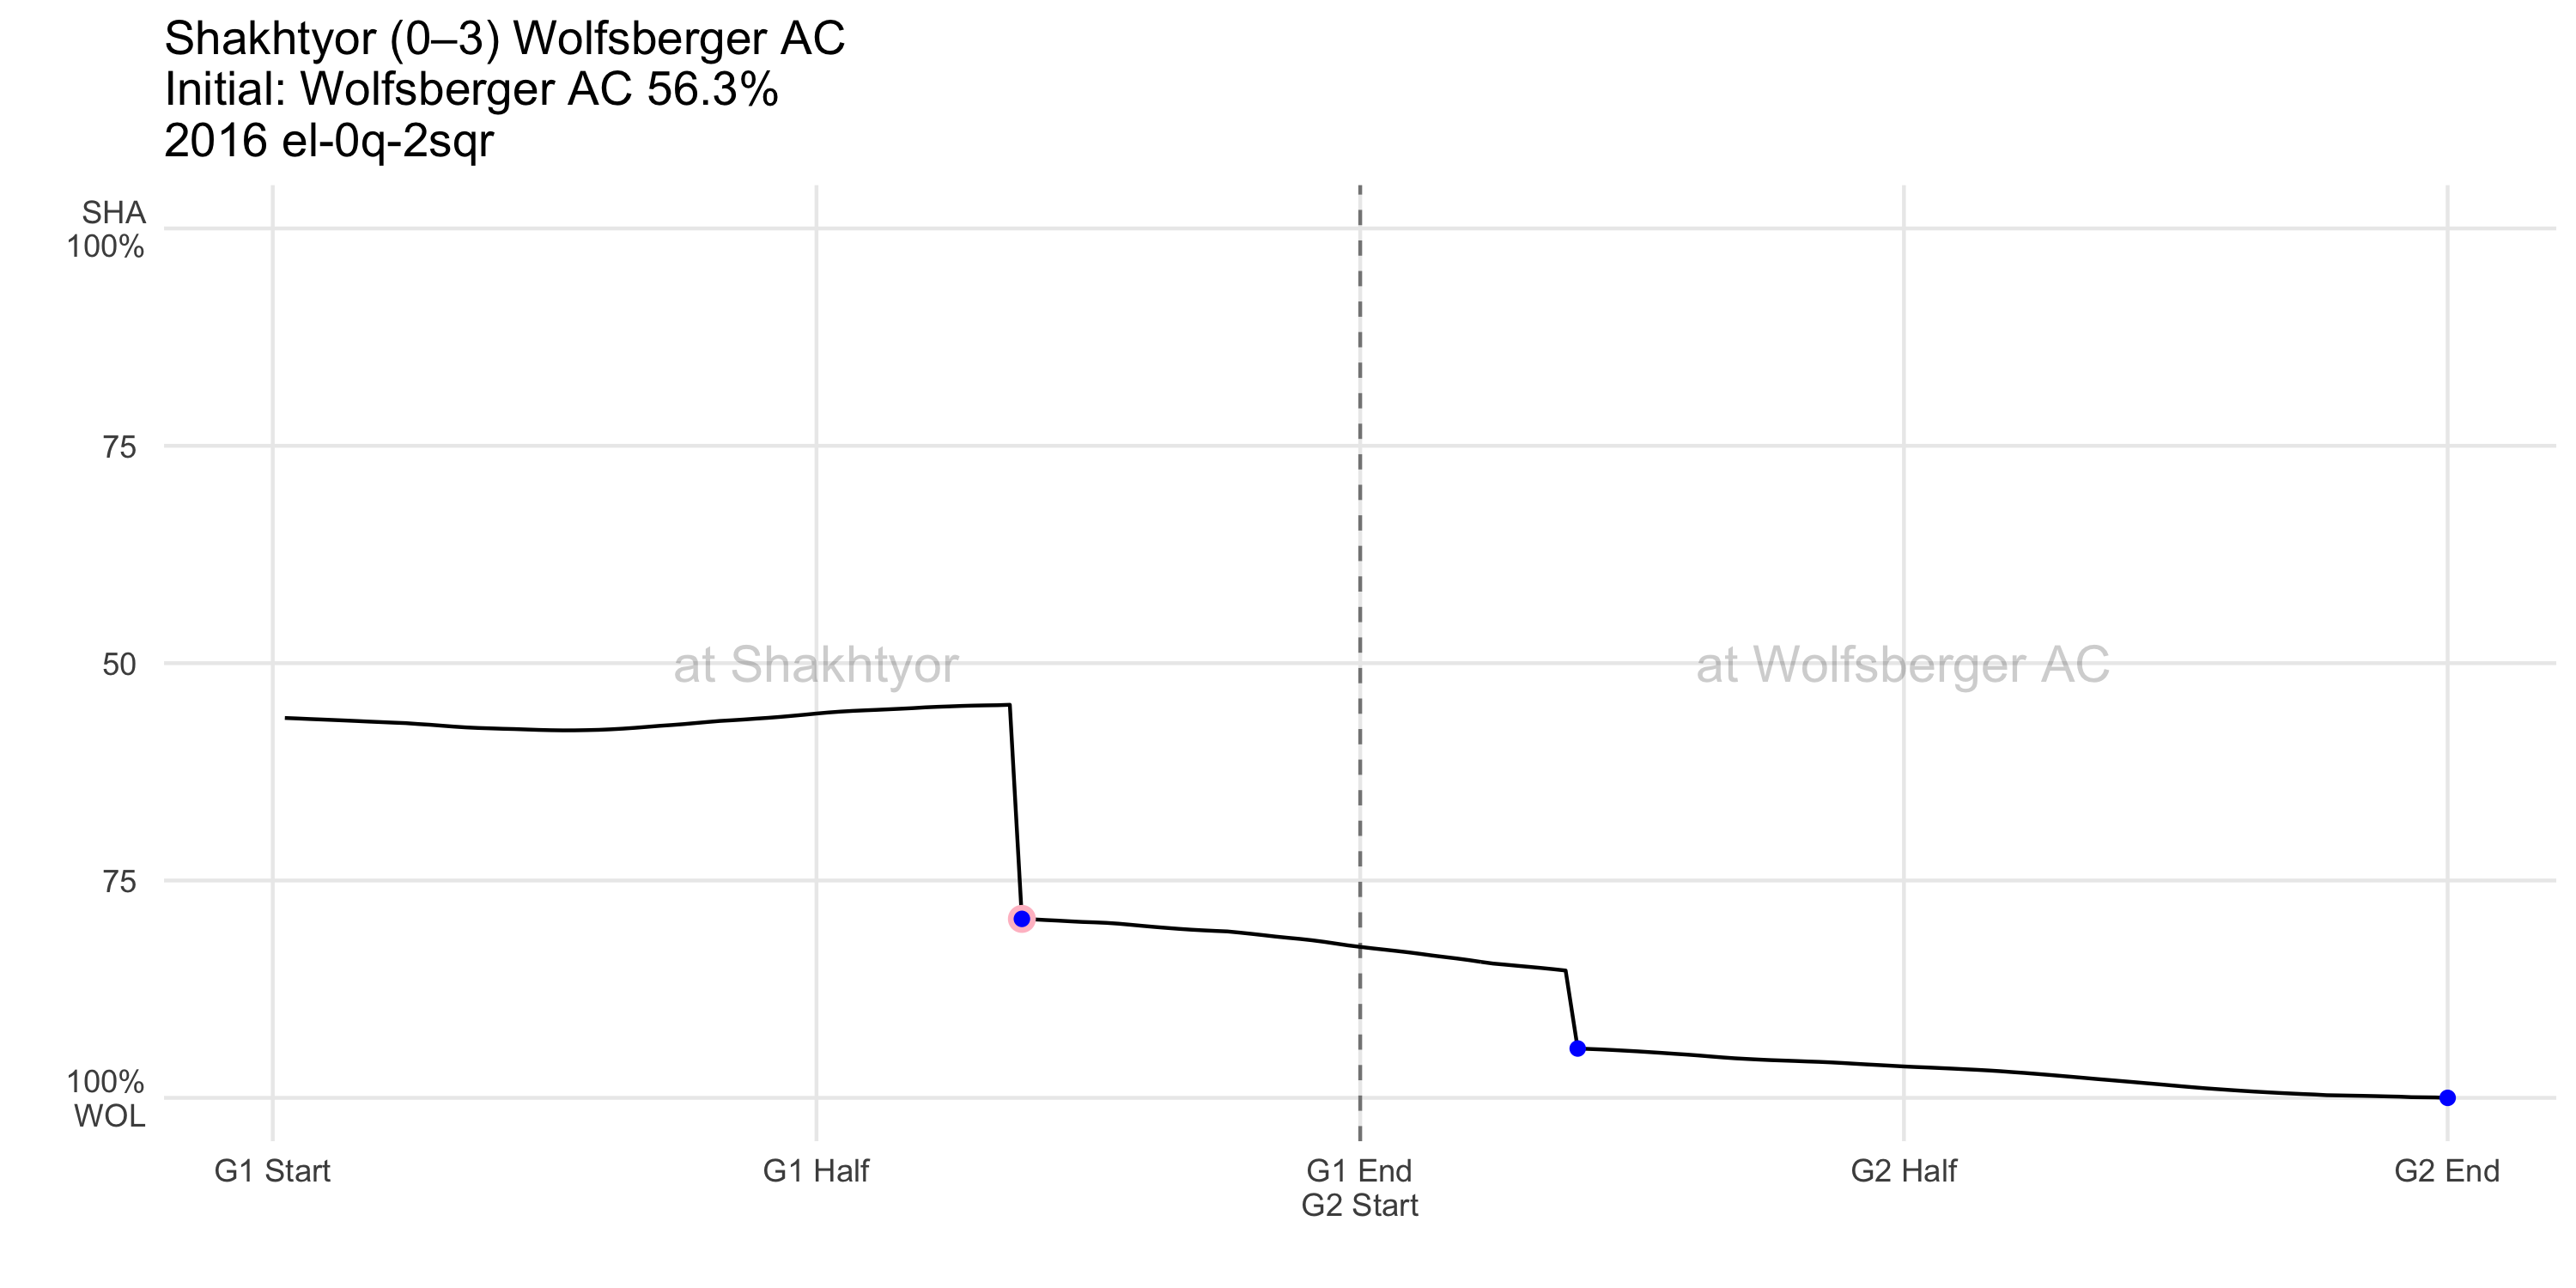 Shakhtyor (0–3) Wolfsberger AC
Initial: Wolfsberger AC 56.3%
2016 el-0q-2sqr
SHA
100%
75
50
75
100%
WOL
at Shakhtyor
at Wolfsberger AC
G1 Start
G1 Half
G1 End
G2 Start
G2 Half
G2 End